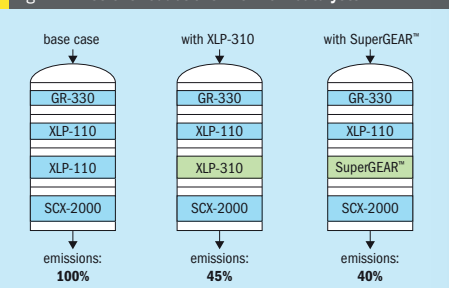 base case
with XLP-310
with SuperGEAR™
GR-330
GR-330
GR-330
XLP-110
XLP-110
XLP-110
XLP-110
XLP-310
SuperGEAR™
SCX-2000
SCX-2000
SCX-2000
emissions:
100%
emissions:
45%
emissions:
40%